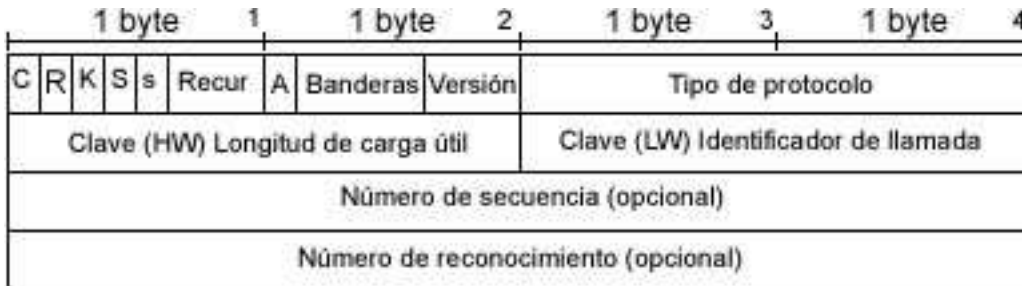 1 byte 1 1 byte 2 1 byte 3 1 byte 4
C R K S s Recur A Banderas Versión Tipo de protocolo
Clave (HW) Longitud de carga útil Clave (LW) Identificador de llamada
Número de secuencia (opcional)
Número de reconocimiento (opcional)